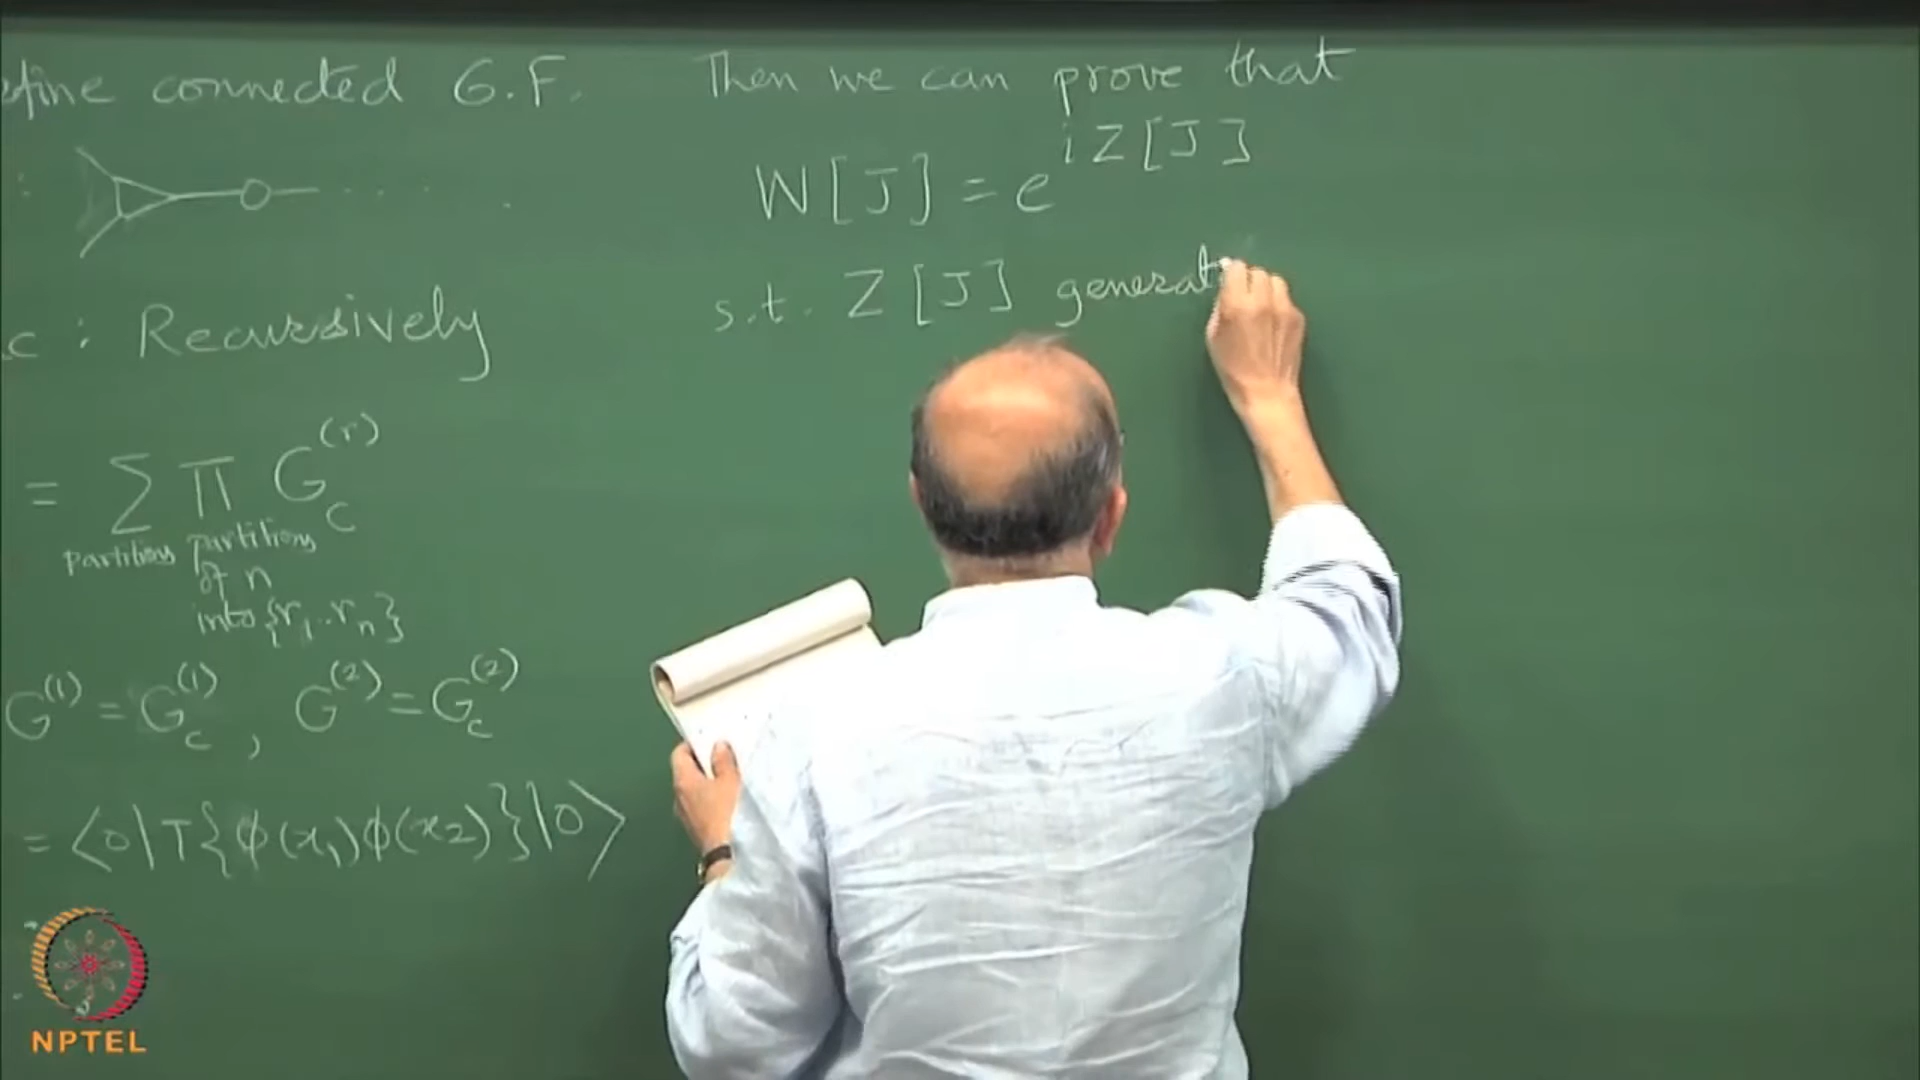 efine connected G.F.
:
c : Recursively
= ∑ ∏ G_c^(r)
partitions partitions
of n
into {r_1..r_n}
G^(1) = G_c^(1), G^(2) = G_c^(2)
= ⟨0|T{φ(x_1)φ(x_2)}|0⟩
Then we can prove that
W[J] = e^{iZ[J]}
s.t. Z[J] generat
NPTEL